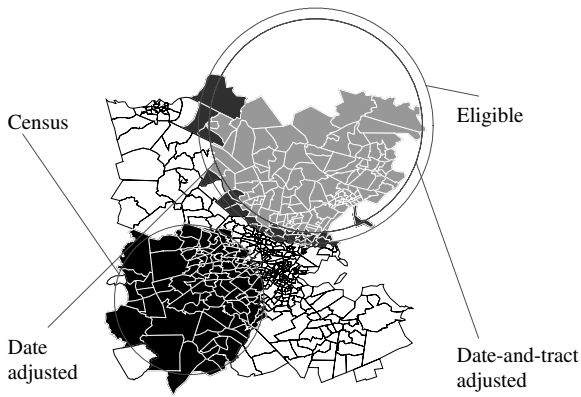 Census
Eligible
Date
adjusted
Date-and-tract
adjusted